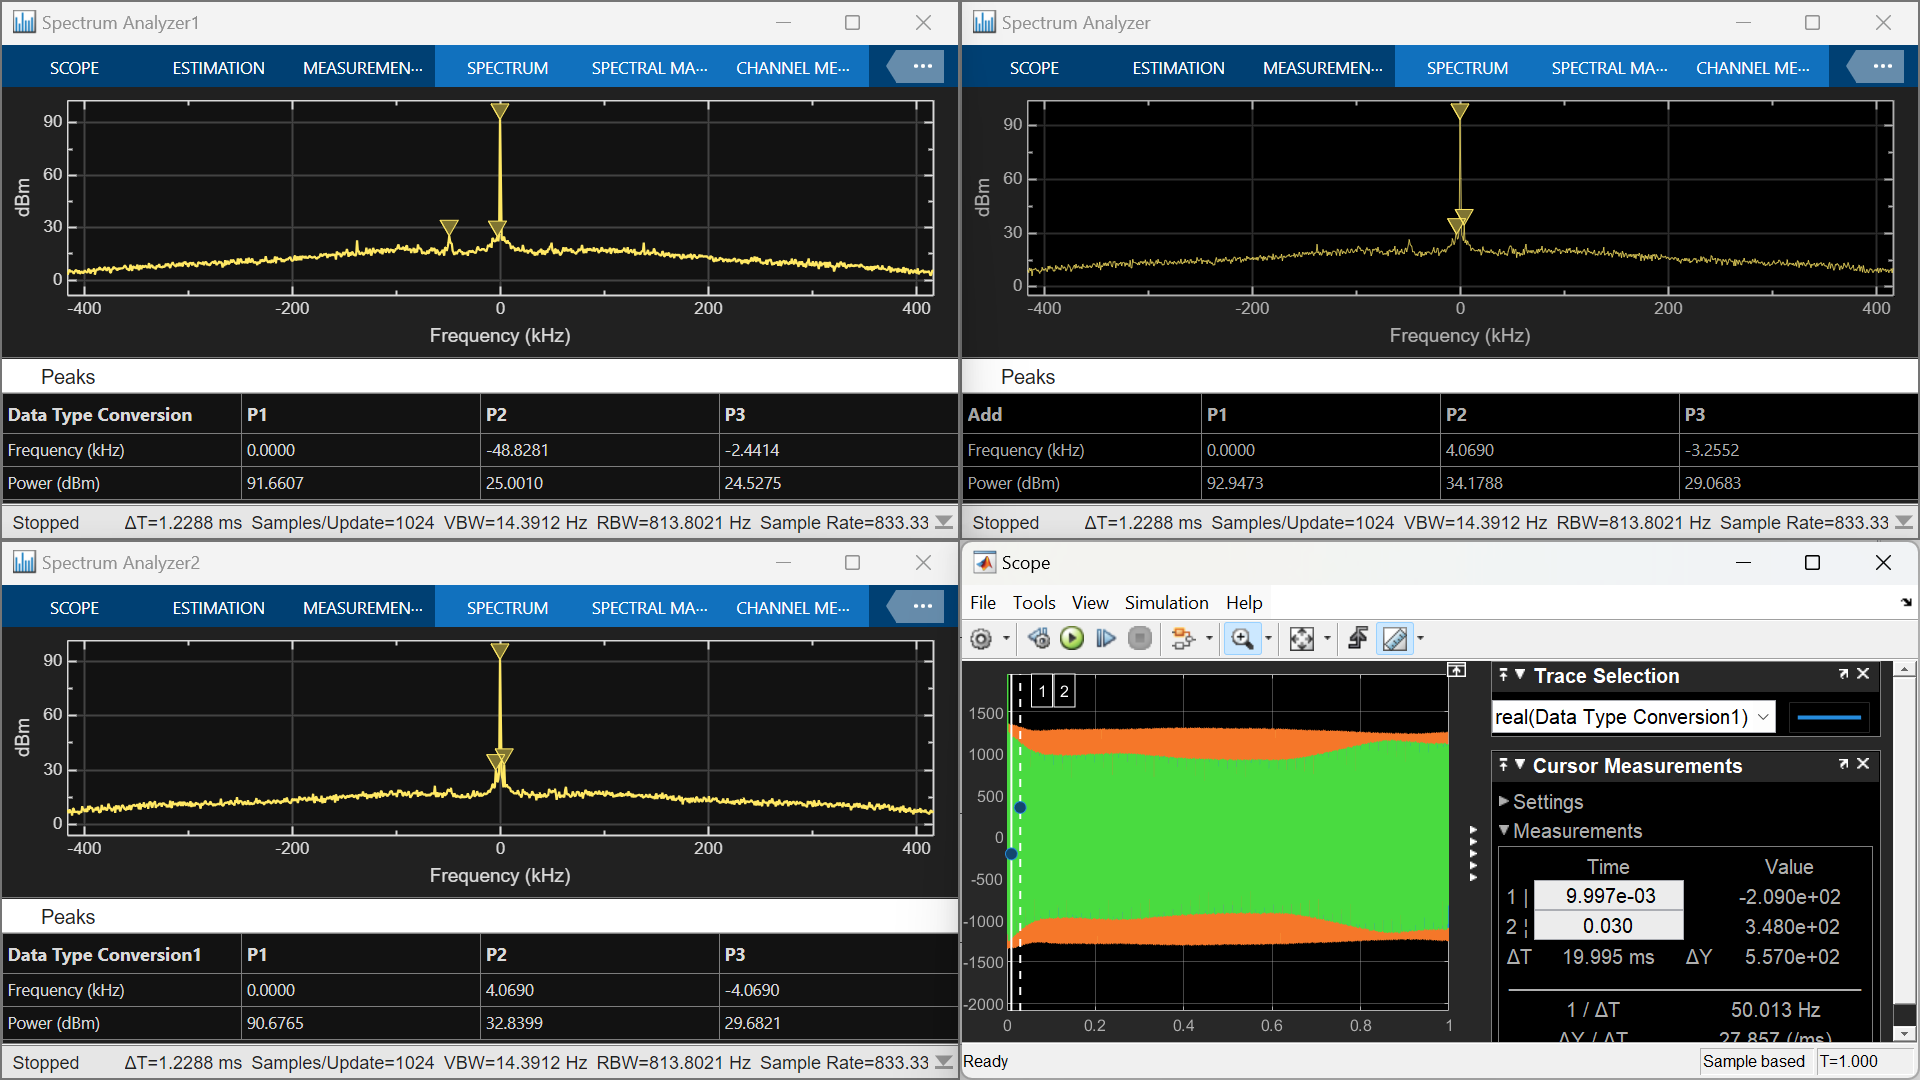 Spectrum Analyzer1
SCOPE ESTIMATION MEASUREMEN... SPECTRUM SPECTRAL MA... CHANNEL ME... ...
90
60
30
0
dBm
-400 -200 0 200 400
Frequency (kHz)
Peaks
Data Type Conversion P1 P2 P3
Frequency (kHz) 0.0000 -48.8281 -2.4414
Power (dBm) 91.6607 25.0010 24.5275
Stopped ΔT=1.2288 ms Samples/Update=1024 VBW=14.3912 Hz RBW=813.8021 Hz Sample Rate=833.33
Spectrum Analyzer
SCOPE ESTIMATION MEASUREMEN... SPECTRUM SPECTRAL MA... CHANNEL ME... ...
90
60
30
0
dBm
-400 -200 0 200 400
Frequency (kHz)
Peaks
Add P1 P2 P3
Frequency (kHz) 0.0000 4.0690 -3.2552
Power (dBm) 92.9473 34.1788 29.0683
Stopped ΔT=1.2288 ms Samples/Update=1024 VBW=14.3912 Hz RBW=813.8021 Hz Sample Rate=833.33
Spectrum Analyzer2
SCOPE ESTIMATION MEASUREMEN... SPECTRUM SPECTRAL MA... CHANNEL ME... ...
90
60
30
0
dBm
-400 -200 0 200 400
Frequency (kHz)
Peaks
Data Type Conversion1 P1 P2 P3
Frequency (kHz) 0.0000 4.0690 -4.0690
Power (dBm) 90.6765 32.8399 29.6821
Stopped ΔT=1.2288 ms Samples/Update=1024 VBW=14.3912 Hz RBW=813.8021 Hz Sample Rate=833.33
Scope
File Tools View Simulation Help
1 2
1500
1000
500
0
-500
-1000
-1500
-2000
0 0.2 0.4 0.6 0.8 1
Trace Selection
real(Data Type Conversion1)
Cursor Measurements
Settings
Measurements
Time Value
1 | 9.997e-03 -2.090e+02
2 ¦ 0.030 3.480e+02
ΔT 19.995 ms ΔY 5.570e+02
1 / ΔT 50.013 Hz
ΔY / ΔT 27.857 (/ms)
Ready
Sample based T=1.000